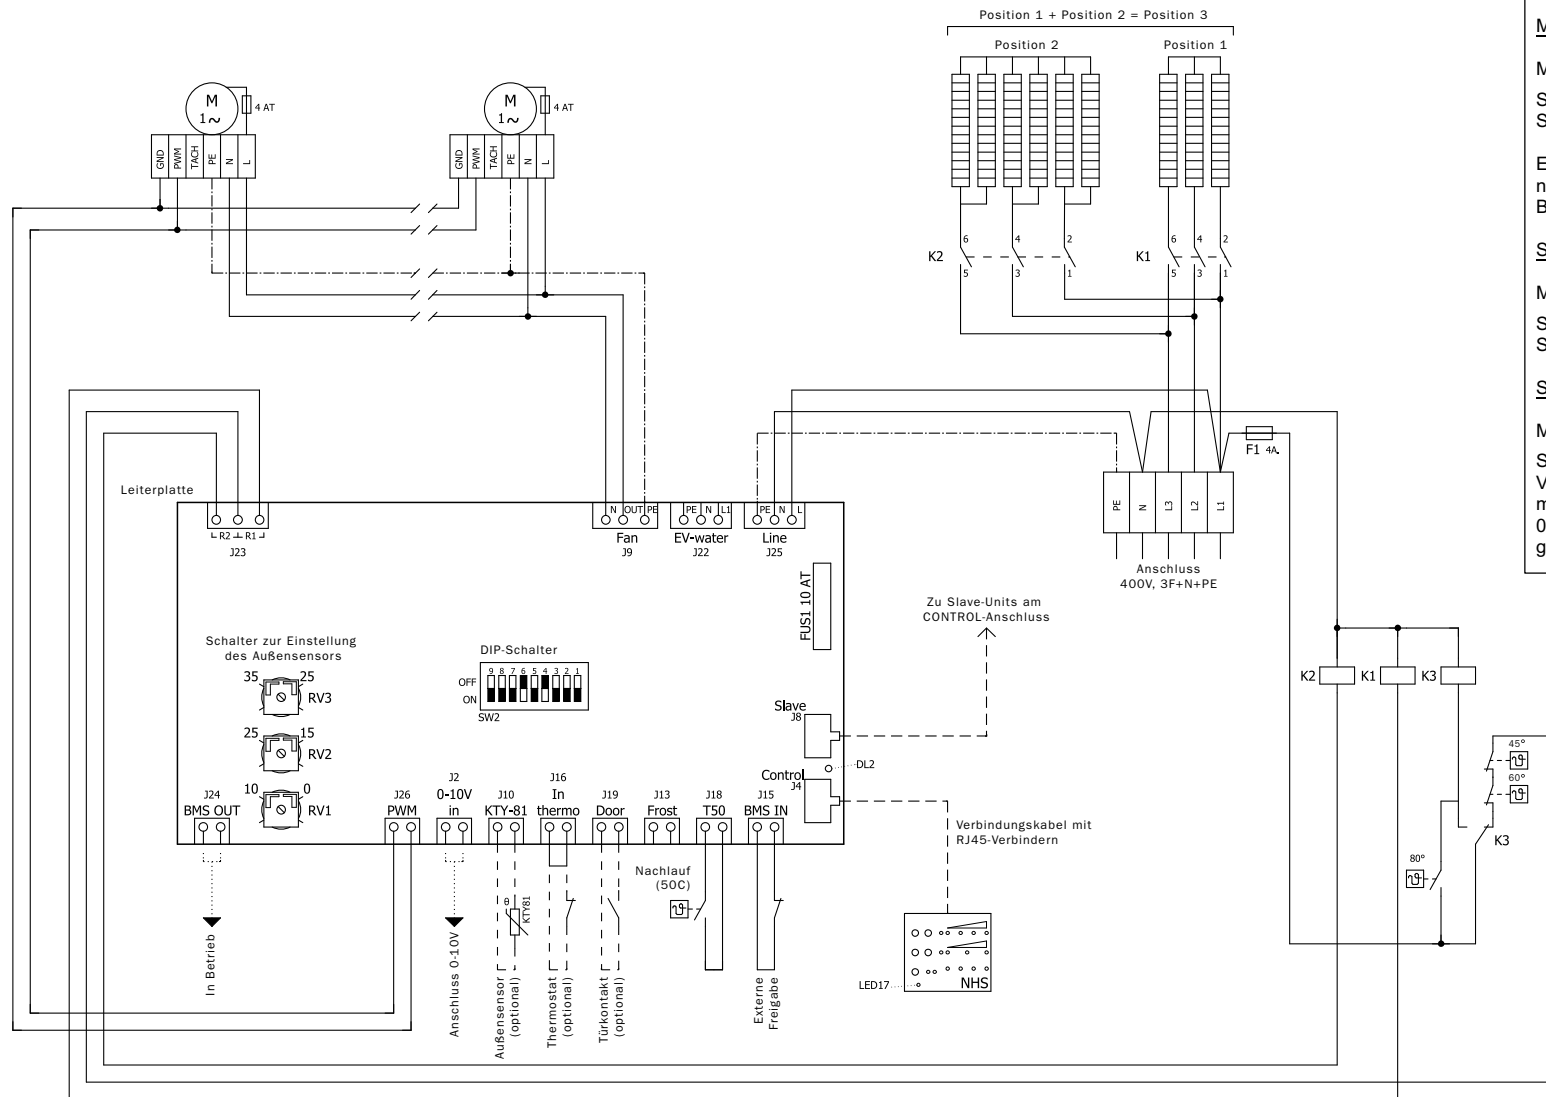 Position 1 + Position 2 = Position 3
Position 2
Position 1
M
1~
4 AT
M
1~
4 AT
GND PWM TACH PE N L
GND PWM TACH PE N L
6 4 2
K2
5 3 1
6 4 2
K1
5 3 1
F1 4A.
PE N L3 L2 L1
Anschluss
400V, 3F+N+PE
Leiterplatte
R2 R1
J23
N OUT PE
Fan
J9
PE N L1
EV-water
J22
PE N L
Line
J25
FUS1 10 AT
Zu Slave-Units am
CONTROL-Anschluss
Schalter zur Einstellung
des Außensensors
35 25
RV3
25 15
RV2
10 0
RV1
DIP-Schalter
9 8 7 6 5 4 3 2 1
OFF
ON
SW2
Slave
J8
DL2
Control
J4
K2 K1 K3
45°
60°
K3
80°
J24
BMS OUT
J26
PWM
J2
0-10V
in
J10
KTY-81
J16
In
thermo
J19
Door
J13
Frost
J18
T50
J15
BMS IN
Verbindungskabel mit
RJ45-Verbindern
Nachlauf
(50C)
θ
KTY81
In Betrieb
Anschluss 0-10V
Außensensor
(optional)
Thermostat
(optional)
Türkontakt
(optional)
Externe
Freigabe
LED17
NHS
M
S
S
E
n
B
S
M
S
S
S
M
S
V
m
0
g